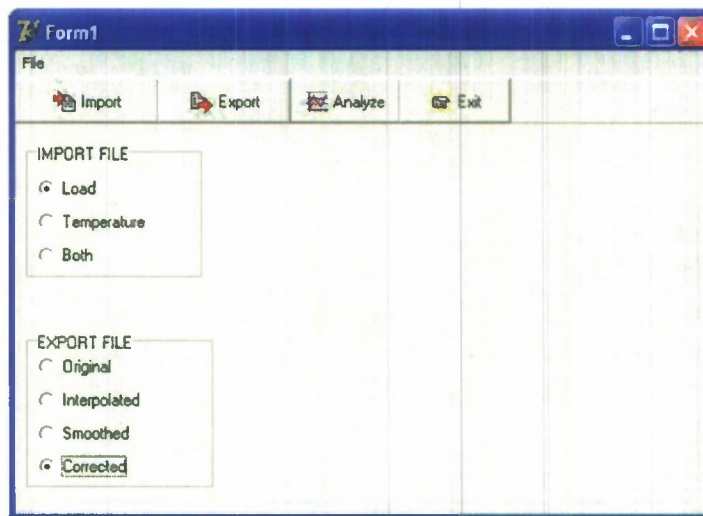 Form1
File
Import Export Analyze Exit
IMPORT FILE
Load
Temperature
Both
EXPORT FILE
Original
Interpolated
Smoothed
Corrected